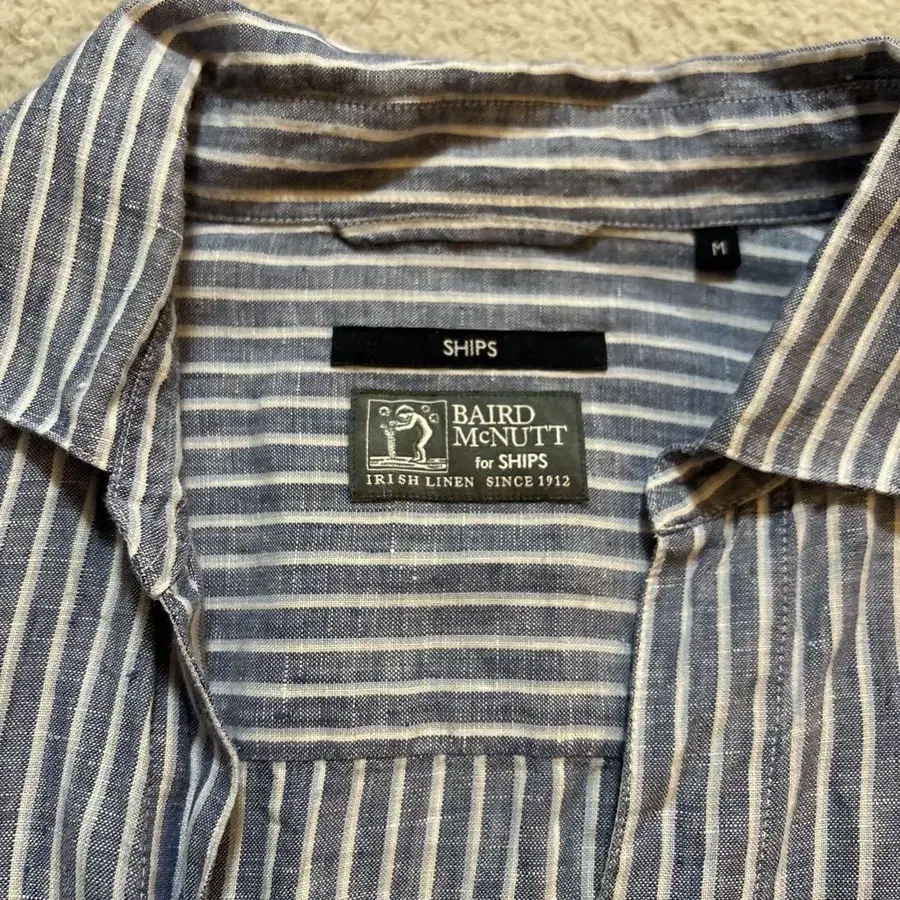 M
SHIPS
BAIRD
McNUTT
for SHIPS
IRISH LINEN SINCE 1912